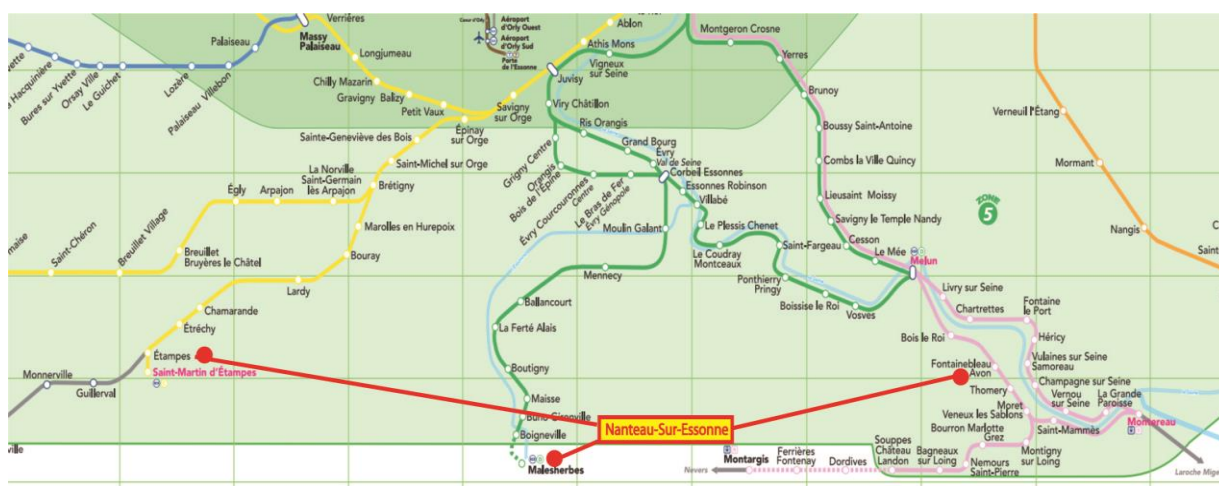 Verrières
Massy
Palaiseau
Palaiseau
Longjumeau
Chilly Mazarin
Gravigny Balizy
Petit Vaux
Savigny
sur Orge
Épinay
sur Orge
Sainte-Geneviève des Bois
Saint-Michel sur Orge
La Hacquinière
Bures sur Yvette
Orsay Ville
Le Guichet
Lozère
Palaiseau Villebon
Aéroport
d'Orly Ouest
Aéroport
d'Orly Sud
Porte
de l'Essonne
Ablon
Athis Mons
Vigneux
sur Seine
Juvisy
Viry Châtillon
Ris Orangis
Grand Bourg
Évry
Val de Seine
Corbeil Essonnes
Essonnes Robinson
Villabé
Grigny Centre
Orangis
Bois de l'Épine
Évry Courcouronnes
Centre
Le Bras de Fer
Évry Génopole
Moulin Galant
Le Plessis Chenet
Le Coudray
Montceaux
Saint-Fargeau
Ponthierry
Pringy
Boissise le Roi
Vosves
Montgeron Crosne
Yerres
Brunoy
Boussy Saint-Antoine
Combs la Ville Quincy
Lieusaint Moissy
Savigny le Temple Nandy
Cesson
Le Mée
Melun
ZONE
5
Verneuil l'Étang
Mormant
Nangis
La Norville
Saint-Germain
lès Arpajon
Égly
Arpajon
Brétigny
Marolles en Hurepoix
Bouray
Lardy
Chamarande
Étréchy
Étampes
Saint-Martin d'Étampes
Saint-Chéron
Breuillet Village
Breuillet
Bruyères le Châtel
Monnerville
Guillerval
Mennecy
Ballancourt
La Ferté Alais
Boutigny
Maisse
Buno Gironville
Boigneville
Malesherbes
Nanteau-Sur-Essonne
Livry sur Seine
Chartrettes
Fontaine
le Port
Héricy
Vulaines sur Seine
Samoreau
Champagne sur Seine
Vernou
sur Seine
La Grande
Paroisse
Montereau
Bois le Roi
Fontainebleau
Avon
Thomery
Moret
Veneux les Sablons
Saint-Mammès
Montigny
sur Loing
Bourron Marlotte
Grez
Nemours
Saint-Pierre
Bagneaux
sur Loing
Souppes
Château
Landon
Dordives
Ferrières
Fontenay
Montargis
Nevers
Laroche Mige